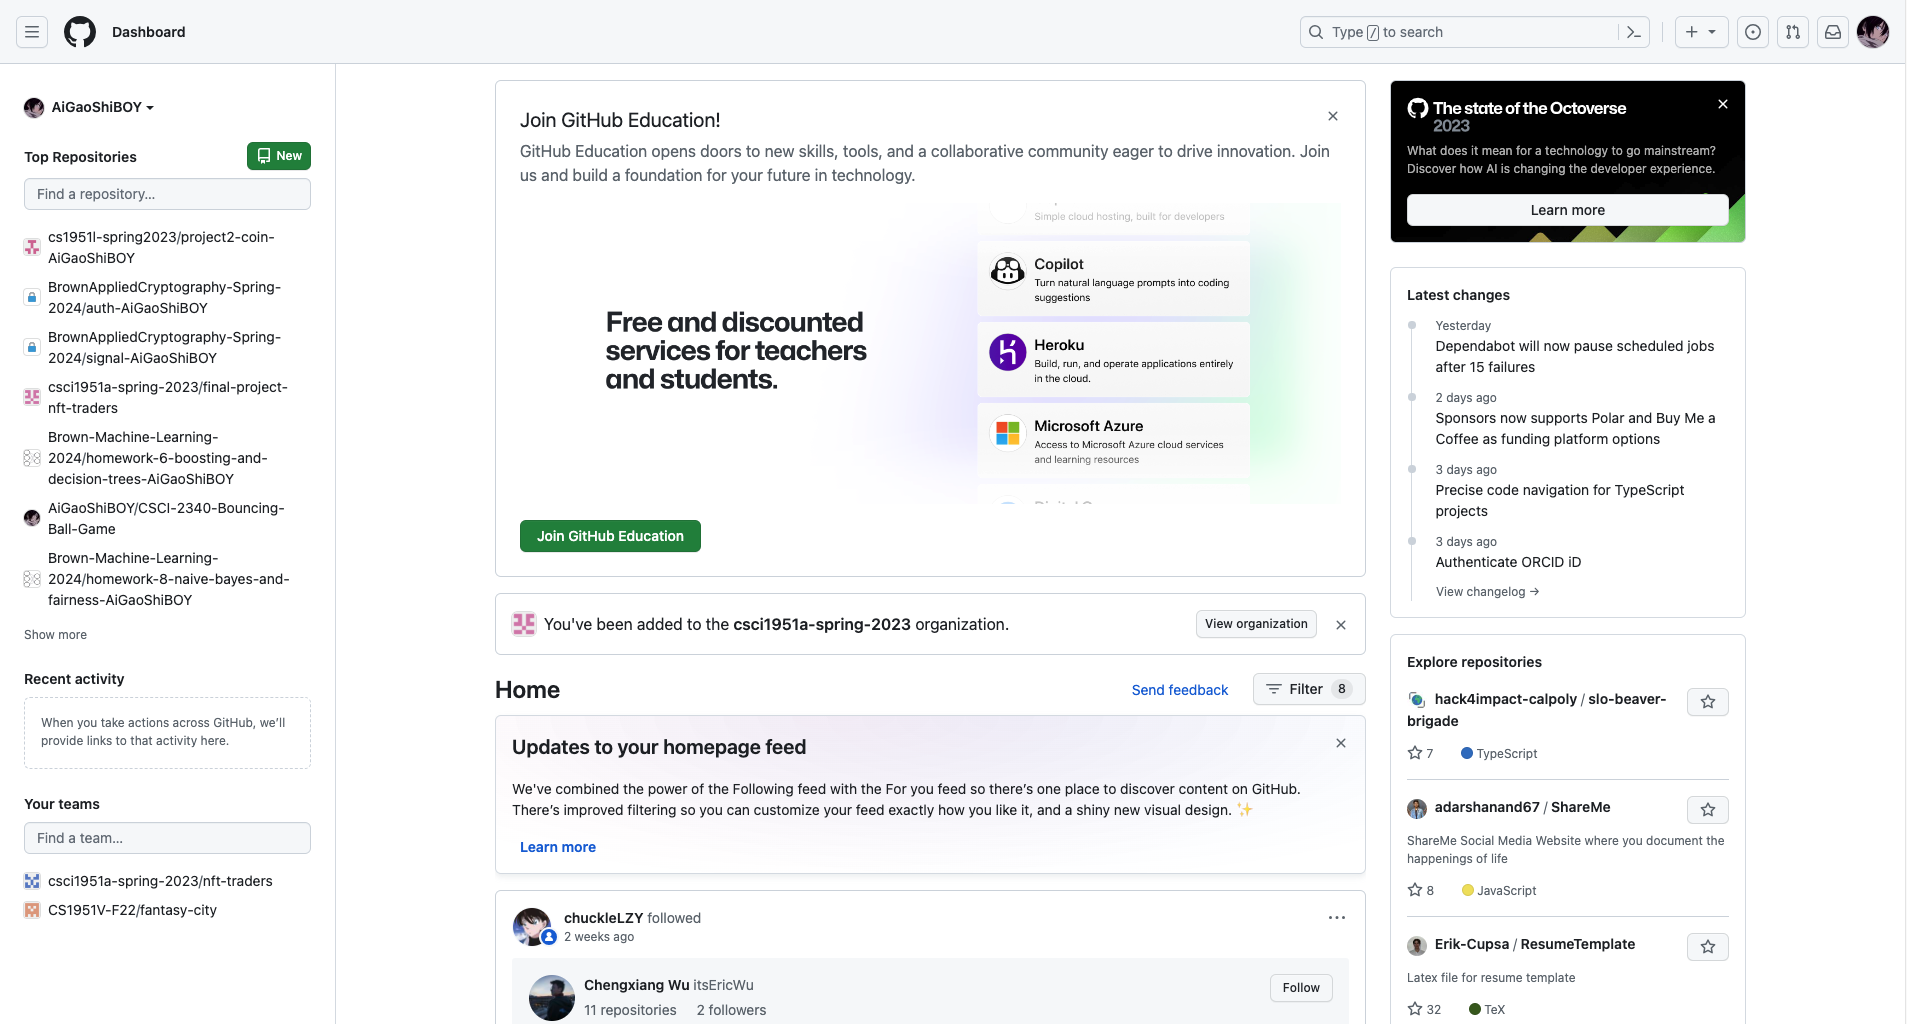 Dashboard
Type / to search
AiGaoShiBOY
Top Repositories
New
Find a repository...
cs1951l-spring2023/project2-coin-
AiGaoShiBOY
BrownAppliedCryptography-Spring-
2024/auth-AiGaoShiBOY
BrownAppliedCryptography-Spring-
2024/signal-AiGaoShiBOY
csci1951a-spring-2023/final-project-
nft-traders
Brown-Machine-Learning-
2024/homework-6-boosting-and-
decision-trees-AiGaoShiBOY
AiGaoShiBOY/CSCI-2340-Bouncing-
Ball-Game
Brown-Machine-Learning-
2024/homework-8-naive-bayes-and-
fairness-AiGaoShiBOY
Show more
Recent activity
When you take actions across GitHub, we'll
provide links to that activity here.
Your teams
Find a team...
csci1951a-spring-2023/nft-traders
CS1951V-F22/fantasy-city
Join GitHub Education!
GitHub Education opens doors to new skills, tools, and a collaborative community eager to drive innovation. Join
us and build a foundation for your future in technology.
Free and discounted
services for teachers
and students.
Simple cloud hosting, built for developers
Copilot
Turn natural language prompts into coding
suggestions
Heroku
Build, run, and operate applications entirely
in the cloud.
Microsoft Azure
Access to Microsoft Azure cloud services
and learning resources
Join GitHub Education
You've been added to the csci1951a-spring-2023 organization.
View organization
Home
Send feedback
Filter 8
Updates to your homepage feed
We've combined the power of the Following feed with the For you feed so there's one place to discover content on GitHub.
There's improved filtering so you can customize your feed exactly how you like it, and a shiny new visual design. ✨
Learn more
chuckleLZY followed
2 weeks ago
Chengxiang Wu itsEricWu
11 repositories 2 followers
Follow
The state of the Octoverse
2023
What does it mean for a technology to go mainstream?
Discover how AI is changing the developer experience.
Learn more
Latest changes
Yesterday
Dependabot will now pause scheduled jobs
after 15 failures
2 days ago
Sponsors now supports Polar and Buy Me a
Coffee as funding platform options
3 days ago
Precise code navigation for TypeScript
projects
3 days ago
Authenticate ORCID iD
View changelog →
Explore repositories
hack4impact-calpoly / slo-beaver-
brigade
7 TypeScript
adarshanand67 / ShareMe
ShareMe Social Media Website where you document the
happenings of life
8 JavaScript
Erik-Cupsa / ResumeTemplate
Latex file for resume template
32 TeX